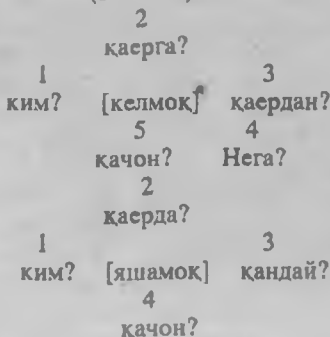 2
қаерга?
1 3
ким? [келмоқ] қаердан?
5 4
қачон? Нега?
2
қаерда?
1 3
ким? [яшамоқ] қандай?
4
қачон?